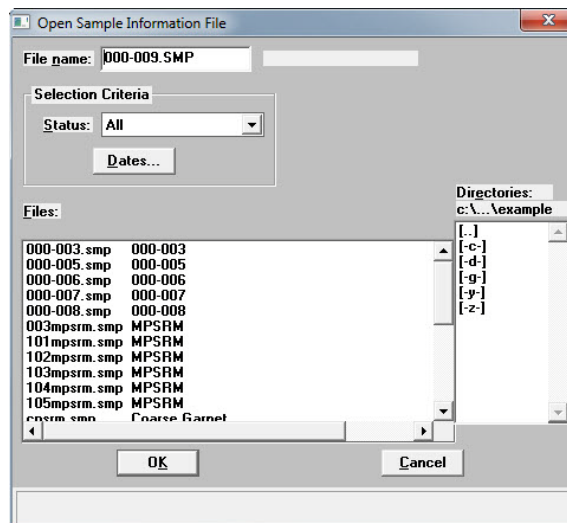 Open Sample Information File
File name: 000-009.SMP
Selection Criteria
Status: All
Dates...
Directories:
c:\...\example
Files:
000-003.smp 000-003
000-005.smp 000-005
000-006.smp 000-006
000-007.smp 000-007
000-008.smp 000-008
003mpsrm.smp MPSRM
101mpsrm.smp MPSRM
102mpsrm.smp MPSRM
103mpsrm.smp MPSRM
104mpsrm.smp MPSRM
105mpsrm.smp MPSRM
cpsrm.smp Coarse Garnet
[..]
[-c-]
[-d-]
[-g-]
[-y-]
[-z-]
OK
Cancel